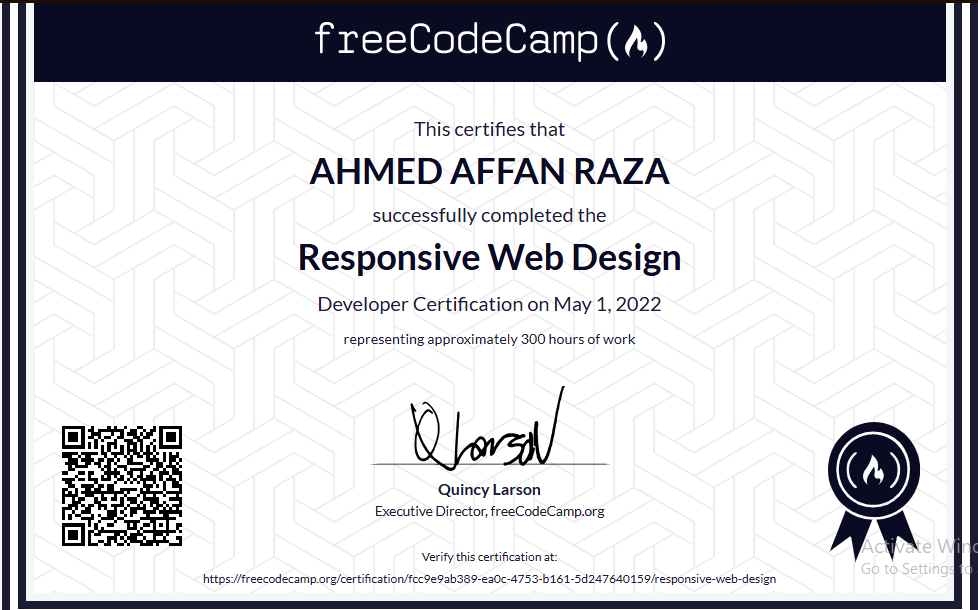 freeCodeCamp
This certifies that
AHMED AFFAN RAZA
successfully completed the
Responsive Web Design
Developer Certification on May 1, 2022
representing approximately 300 hours of work
QLarson
Quincy Larson
Executive Director, freeCodeCamp.org
Verify this certification at:
https://freecodecamp.org/certification/fcc9e9ab389-ea0c-4753-b161-5d247640159/responsive-web-design
Activate Win
Go to Settings to